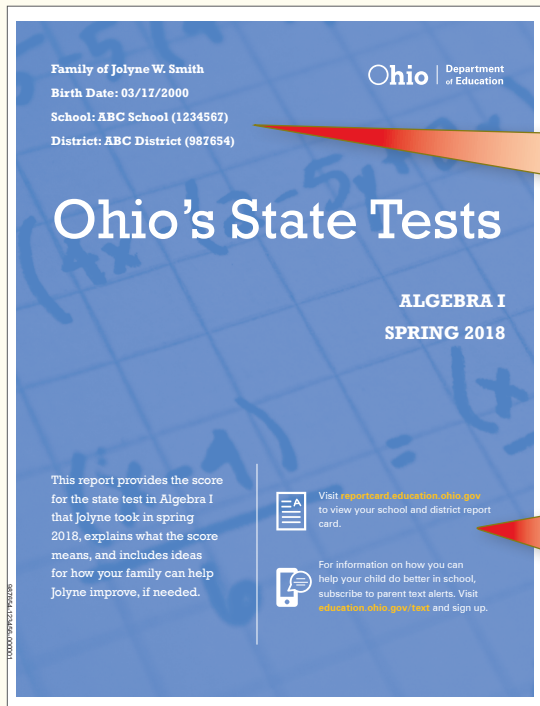 Family of Jolyne W. Smith
Birth Date: 03/17/2000
School: ABC School (1234567)
District: ABC District (987654)
Ohio Department
of Education
Ohio's State Tests
ALGEBRA I
SPRING 2018
This report provides the score
for the state test in Algebra I
that Jolyne took in spring
2018, explains what the score
means, and includes ideas
for how your family can help
Jolyne improve, if needed.
Visit reportcard.education.ohio.gov
to view your school and district report
card.
For information on how you can
help your child do better in school,
subscribe to parent text alerts. Visit
education.ohio.gov/text and sign up.